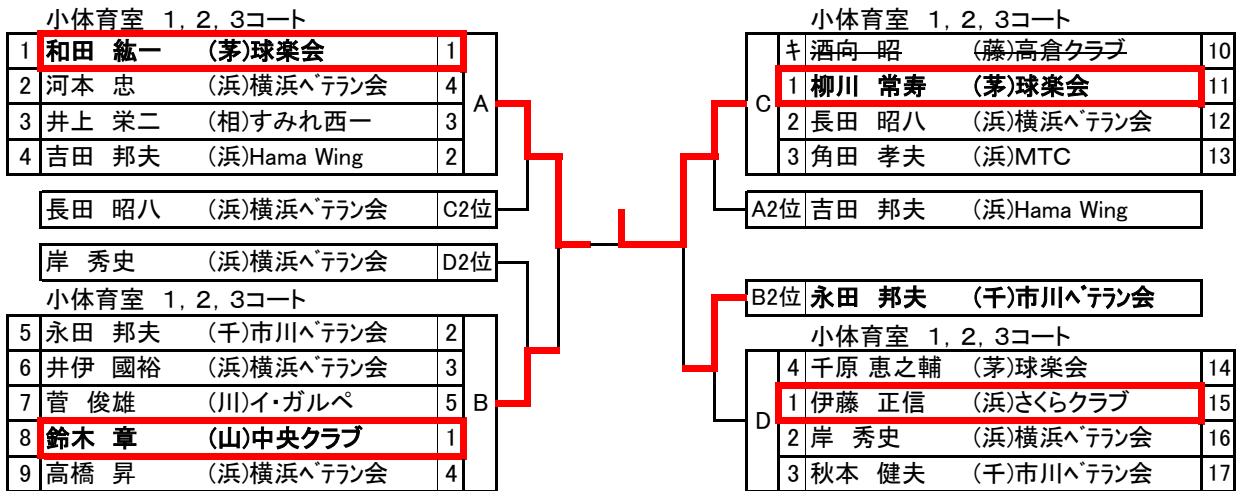 小体育室 1，2，3コート
1 和田 紘一 (茅)球楽会 1
2 河本 忠 (浜)横浜ベテラン会 4
3 井上 栄二 (相)すみれ西一 3
4 吉田 邦夫 (浜)Hama Wing 2
A
長田 昭八 (浜)横浜ベテラン会 C2位
岸 秀史 (浜)横浜ベテラン会 D2位
小体育室 1，2，3コート
5 永田 邦夫 (千)市川ベテラン会 2
6 井伊 國裕 (浜)横浜ベテラン会 3
7 菅 俊雄 (川)イ・ガルペ 5
8 鈴木 章 (山)中央クラブ 1
9 高橋 昇 (浜)横浜ベテラン会 4
B
小体育室 1，2，3コート
キ 酒向 昭 (藤)高倉クラブ 10
1 柳川 常寿 (茅)球楽会 11
2 長田 昭八 (浜)横浜ベテラン会 12
3 角田 孝夫 (浜)MTC 13
C
A2位 吉田 邦夫 (浜)Hama Wing
B2位 永田 邦夫 (千)市川ベテラン会
小体育室 1，2，3コート
4 千原 恵之輔 (茅)球楽会 14
1 伊藤 正信 (浜)さくらクラブ 15
2 岸 秀史 (浜)横浜ベテラン会 16
3 秋本 健夫 (千)市川ベテラン会 17
D